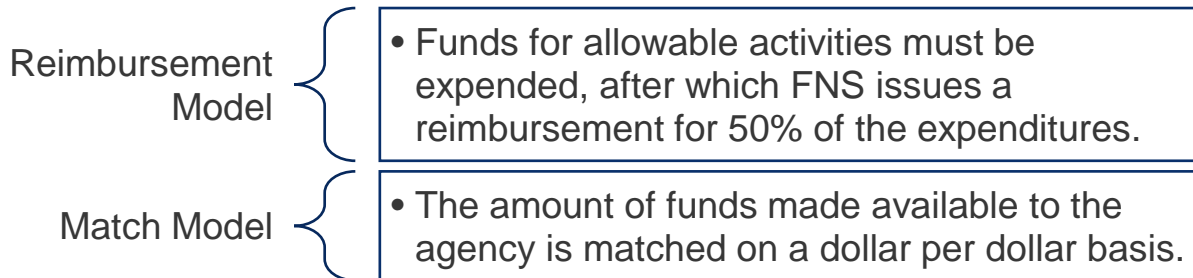 Reimbursement
Model
• Funds for allowable activities must be
expended, after which FNS issues a
reimbursement for 50% of the expenditures.
Match Model
• The amount of funds made available to the
agency is matched on a dollar per dollar basis.